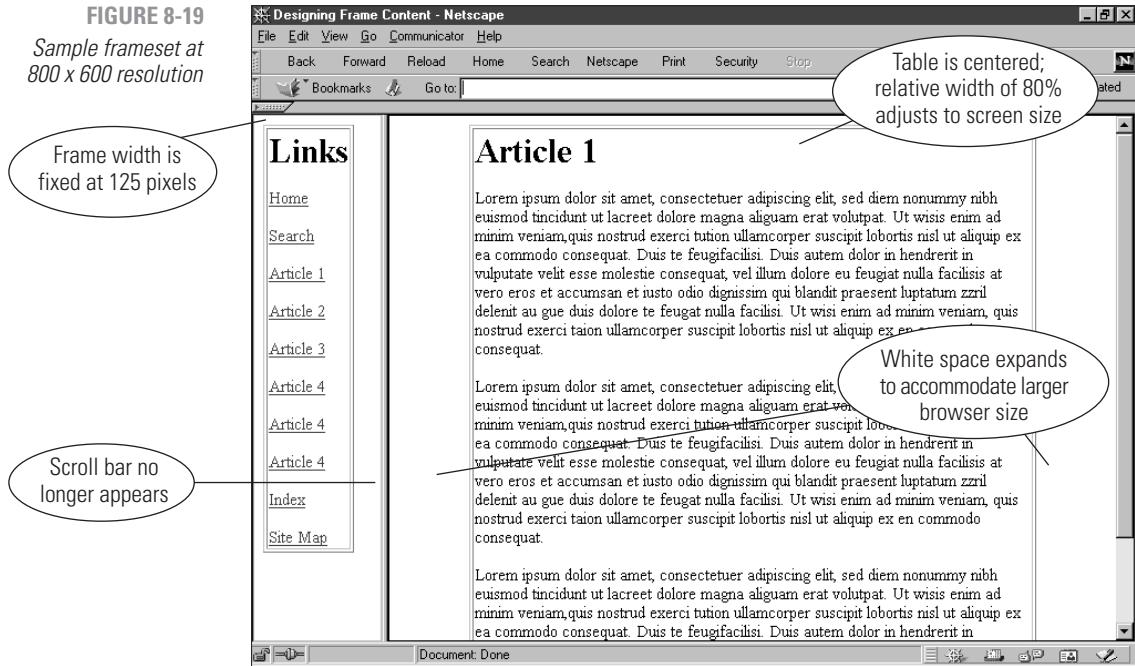 FIGURE 8-19
Sample frameset at
800 x 600 resolution
Designing Frame Content - Netscape
File Edit View Go Communicator Help
Back Forward Reload Home Search Netscape Print Security Stop
N
Bookmarks Go to:
ated
Table is centered;
relative width of 80%
adjusts to screen size
Frame width is
fixed at 125 pixels
Scroll bar no
longer appears
White space expands
to accommodate larger
browser size
Links
Home
Search
Article 1
Article 2
Article 3
Article 4
Article 4
Article 4
Index
Site Map
Article 1
Lorem ipsum dolor sit amet, consectetuer adipiscing elit, sed diem nonummy nibh
euismod tincidunt ut lacreet dolore magna aliguam erat volutpat. Ut wisis enim ad
minim veniam,quis nostrud exerci tution ullamcorper suscipit lobortis nisl ut aliquip ex
ea commodo consequat. Duis te feugifacilisi. Duis autem dolor in hendrerit in
vulputate velit esse molestie consequat, vel illum dolore eu feugiat nulla facilisis at
vero eros et accumsan et iusto odio dignissim qui blandit praesent luptatum zzril
delenit au gue duis dolore te feugat nulla facilisi. Ut wisi enim ad minim veniam, quis
nostrud exerci taion ullamcorper suscipit lobortis nisl ut aliquip ex en
consequat.
Lorem ipsum dolor sit amet, consectetuer adipiscing elit,
euismod tincidunt ut lacreet dolore magna aliguam erat
minim veniam,quis nostrud exerci tution ullamcorper suscipit
ea commodo consequat. Duis te feugifacilisi. Duis autem dolor in hendrerit in
vulputate velit esse molestie consequat, vel illum dolore eu feugiat nulla facilisis at
vero eros et accumsan et iusto odio dignissim qui blandit praesent luptatum zzril
delenit au gue duis dolore te feugat nulla facilisi. Ut wisi enim ad minim veniam, quis
nostrud exerci taion ullamcorper suscipit lobortis nisl ut aliquip ex en commodo
consequat.
Lorem ipsum dolor sit amet, consectetuer adipiscing elit, sed diem nonummy nibh
euismod tincidunt ut lacreet dolore magna aliguam erat volutpat. Ut wisis enim ad
minim veniam,quis nostrud exerci tution ullamcorper suscipit lobortis nisl ut aliquip ex
ea commodo consequat. Duis te feugifacilisi. Duis autem dolor in hendrerit in
Document: Done